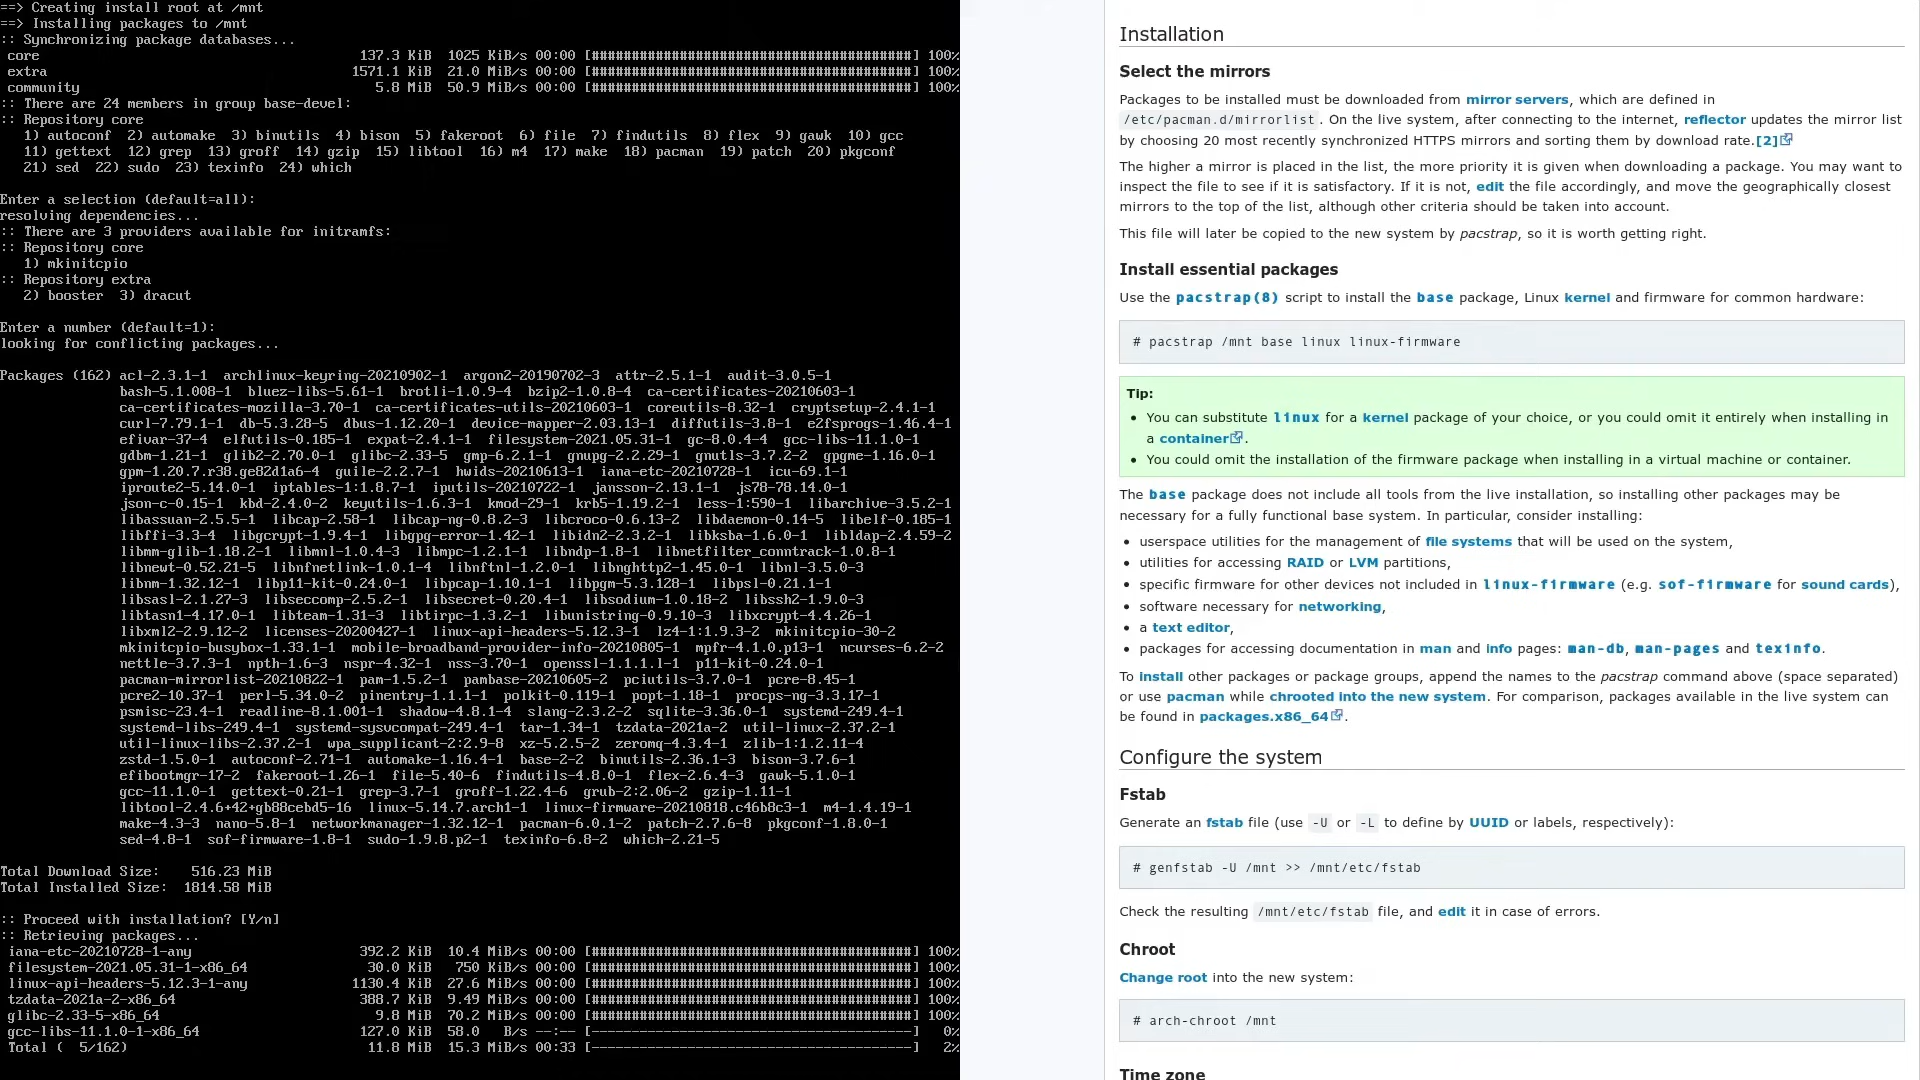 ==> Creating install root at /mnt
==> Installing packages to /mnt
:: Synchronizing package databases...
core 137.3 KiB 1025 KiB/s 00:00 [########################################] 100%
extra 1571.1 KiB 21.0 MiB/s 00:00 [########################################] 100%
community 5.8 MiB 50.9 MiB/s 00:00 [########################################] 100%
:: There are 24 members in group base-devel:
:: Repository core
1) autoconf 2) automake 3) binutils 4) bison 5) fakeroot 6) file 7) findutils 8) flex 9) gawk 10) gcc
11) gettext 12) grep 13) groff 14) gzip 15) libtool 16) m4 17) make 18) pacman 19) patch 20) pkgconf
21) sed 22) sudo 23) texinfo 24) which
Enter a selection (default=all):
resolving dependencies...
:: There are 3 providers available for initramfs:
:: Repository core
1) mkinitcpio
:: Repository extra
2) booster 3) dracut
Enter a number (default=1):
looking for conflicting packages...
Packages (162) acl-2.3.1-1 archlinux-keyring-20210902-1 argon2-20190702-3 attr-2.5.1-1 audit-3.0.5-1
bash-5.1.008-1 bluez-libs-5.61-1 brotli-1.0.9-4 bzip2-1.0.8-4 ca-certificates-20210603-1
ca-certificates-mozilla-3.70-1 ca-certificates-utils-20210603-1 coreutils-8.32-1 cryptsetup-2.4.1-1
curl-7.79.1-1 db-5.3.28-5 dbus-1.12.20-1 device-mapper-2.03.13-1 diffutils-3.8-1 e2fsprogs-1.46.4-1
efivar-37-4 elfutils-0.185-1 expat-2.4.1-1 filesystem-2021.05.31-1 gc-8.0.4-4 gcc-libs-11.1.0-1
gdbm-1.21-1 glib2-2.70.0-1 glibc-2.33-5 gmp-6.2.1-1 gnupg-2.2.29-1 gnutls-3.7.2-2 gpgme-1.16.0-1
gpm-1.20.7.r38.ge82d1a6-4 guile-2.2.7-1 hwids-20210613-1 iana-etc-20210728-1 icu-69.1-1
iproute2-5.14.0-1 iptables-1:1.8.7-1 iputils-20210722-1 jansson-2.13.1-1 js78-78.14.0-1
json-c-0.15-1 kbd-2.4.0-2 keyutils-1.6.3-1 kmod-29-1 krb5-1.19.2-1 less-1:590-1 libarchive-3.5.2-1
libassuan-2.5.5-1 libcap-2.58-1 libcap-ng-0.8.2-3 libcroco-0.6.13-2 libdaemon-0.14-5 libelf-0.185-1
libffi-3.3-4 libgcrypt-1.9.4-1 libgpg-error-1.42-1 libidn2-2.3.2-1 libksba-1.6.0-1 libldap-2.4.59-2
libmm-glib-1.18.2-1 libmnl-1.0.4-3 libmpc-1.2.1-1 libndp-1.8-1 libnetfilter_conntrack-1.0.8-1
libnewt-0.52.21-5 libnfnetlink-1.0.1-4 libnftnl-1.2.0-1 libnghttp2-1.45.0-1 libnl-3.5.0-3
libnm-1.32.12-1 libp11-kit-0.24.0-1 libpcap-1.10.1-1 libpgm-5.3.128-1 libpsl-0.21.1-1
libsasl-2.1.27-3 libseccomp-2.5.2-1 libsecret-0.20.4-1 libsodium-1.0.18-2 libssh2-1.9.0-3
libtasn1-4.17.0-1 libteam-1.31-3 libtirpc-1.3.2-1 libunistring-0.9.10-3 libxcrypt-4.4.26-1
libxml2-2.9.12-2 licenses-20200427-1 linux-api-headers-5.12.3-1 lz4-1:1.9.3-2 mkinitcpio-30-2
mkinitcpio-busybox-1.33.1-1 mobile-broadband-provider-info-20210805-1 mpfr-4.1.0.p13-1 ncurses-6.2-2
nettle-3.7.3-1 npth-1.6-3 nspr-4.32-1 nss-3.70-1 openssl-1.1.1.l-1 p11-kit-0.24.0-1
pacman-mirrorlist-20210822-1 pam-1.5.2-1 pambase-20210605-2 pciutils-3.7.0-1 pcre-8.45-1
pcre2-10.37-1 perl-5.34.0-2 pinentry-1.1.1-1 polkit-0.119-1 popt-1.18-1 procps-ng-3.3.17-1
psmisc-23.4-1 readline-8.1.001-1 shadow-4.8.1-4 slang-2.3.2-2 sqlite-3.36.0-1 systemd-249.4-1
systemd-libs-249.4-1 systemd-sysvcompat-249.4-1 tar-1.34-1 tzdata-2021a-2 util-linux-2.37.2-1
util-linux-libs-2.37.2-1 wpa_supplicant-2:2.9-8 xz-5.2.5-2 zeromq-4.3.4-1 zlib-1:1.2.11-4
zstd-1.5.0-1 autoconf-2.71-1 automake-1.16.4-1 base-2-2 binutils-2.36.1-3 bison-3.7.6-1
efibootmgr-17-2 fakeroot-1.26-1 file-5.40-6 findutils-4.8.0-1 flex-2.6.4-3 gawk-5.1.0-1
gcc-11.1.0-1 gettext-0.21-1 grep-3.7-1 groff-1.22.4-6 grub-2:2.06-2 gzip-1.11-1
libtool-2.4.6+42+gb88cebd5-16 linux-5.14.7.arch1-1 linux-firmware-20210818.c46b8c3-1 m4-1.4.19-1
make-4.3-3 nano-5.8-1 networkmanager-1.32.12-1 pacman-6.0.1-2 patch-2.7.6-8 pkgconf-1.8.0-1
sed-4.8-1 sof-firmware-1.8-1 sudo-1.9.8.p2-1 texinfo-6.8-2 which-2.21-5
Total Download Size: 516.23 MiB
Total Installed Size: 1814.58 MiB
:: Proceed with installation? [Y/n]
:: Retrieving packages...
iana-etc-20210728-1-any 392.2 KiB 10.4 MiB/s 00:00 [########################################] 100%
filesystem-2021.05.31-1-x86_64 30.0 KiB 750 KiB/s 00:00 [########################################] 100%
linux-api-headers-5.12.3-1-any 1130.4 KiB 27.6 MiB/s 00:00 [########################################] 100%
tzdata-2021a-2-x86_64 388.7 KiB 9.49 MiB/s 00:00 [########################################] 100%
glibc-2.33-5-x86_64 9.8 MiB 70.2 MiB/s 00:00 [########################################] 100%
gcc-libs-11.1.0-1-x86_64 127.0 KiB 58.0 B/s --:-- [----------------------------------------] 0%
Total ( 5/162) 11.8 MiB 15.3 MiB/s 00:33 [----------------------------------------] 2%
Installation
Select the mirrors
Packages to be installed must be downloaded from mirror servers, which are defined in
/etc/pacman.d/mirrorlist. On the live system, after connecting to the internet, reflector updates the mirror list
by choosing 20 most recently synchronized HTTPS mirrors and sorting them by download rate.[2]
The higher a mirror is placed in the list, the more priority it is given when downloading a package. You may want to
inspect the file to see if it is satisfactory. If it is not, edit the file accordingly, and move the geographically closest
mirrors to the top of the list, although other criteria should be taken into account.
This file will later be copied to the new system by pacstrap, so it is worth getting right.
Install essential packages
Use the pacstrap(8) script to install the base package, Linux kernel and firmware for common hardware:
# pacstrap /mnt base linux linux-firmware
Tip:
• You can substitute linux for a kernel package of your choice, or you could omit it entirely when installing in
a container.
• You could omit the installation of the firmware package when installing in a virtual machine or container.
The base package does not include all tools from the live installation, so installing other packages may be
necessary for a fully functional base system. In particular, consider installing:
• userspace utilities for the management of file systems that will be used on the system,
• utilities for accessing RAID or LVM partitions,
• specific firmware for other devices not included in linux-firmware (e.g. sof-firmware for sound cards),
• software necessary for networking,
• a text editor,
• packages for accessing documentation in man and info pages: man-db, man-pages and texinfo.
To install other packages or package groups, append the names to the pacstrap command above (space separated)
or use pacman while chrooted into the new system. For comparison, packages available in the live system can
be found in packages.x86_64.
Configure the system
Fstab
Generate an fstab file (use -U or -L to define by UUID or labels, respectively):
# genfstab -U /mnt >> /mnt/etc/fstab
Check the resulting /mnt/etc/fstab file, and edit it in case of errors.
Chroot
Change root into the new system:
# arch-chroot /mnt
Time zone